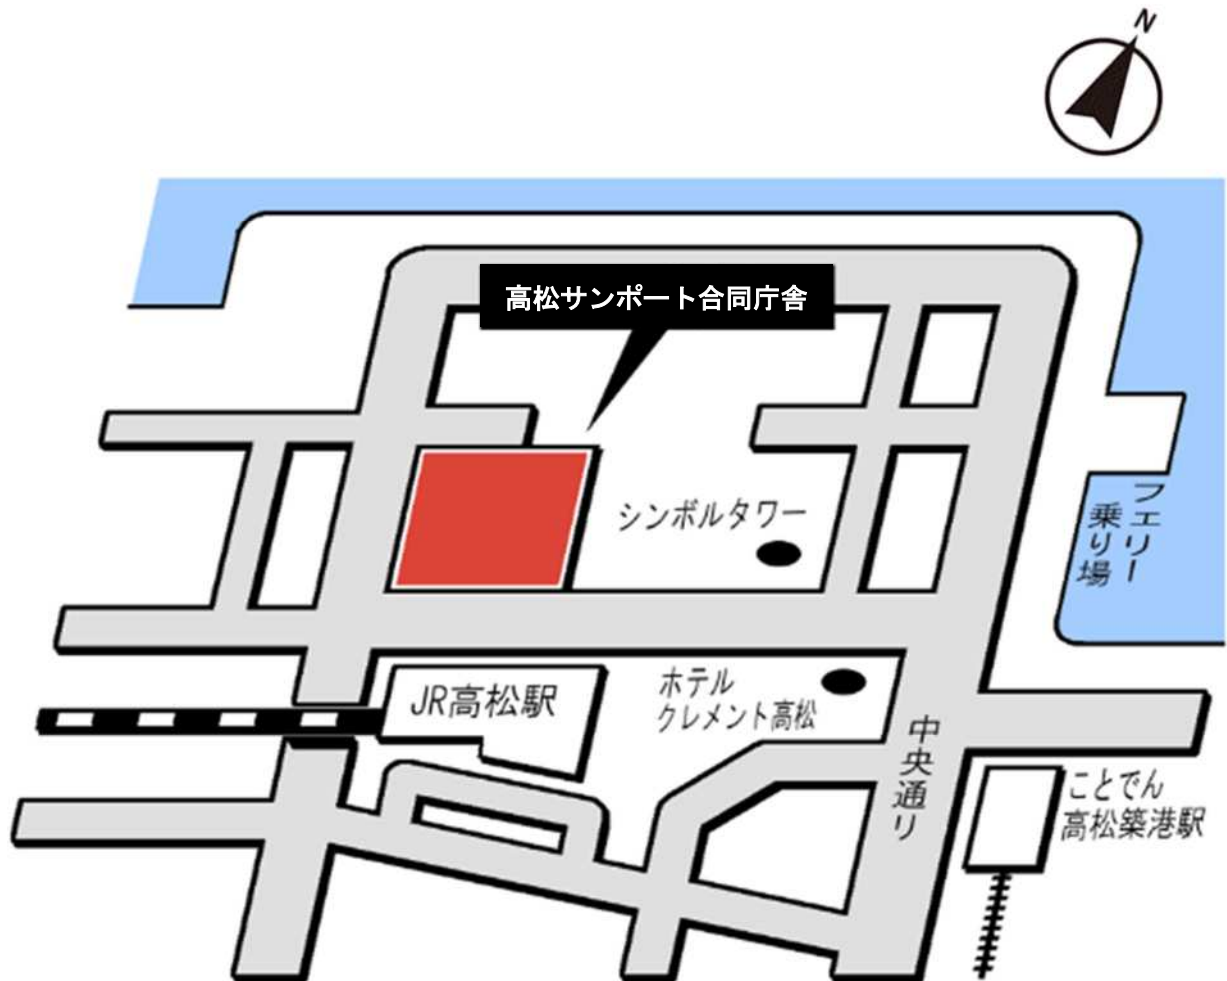 N
高松サンポート合同庁舎
シンボルタワー
フェリー
乗り場
JR高松駅
ホテル
クレメント高松
中央通り
ことでん
高松築港駅